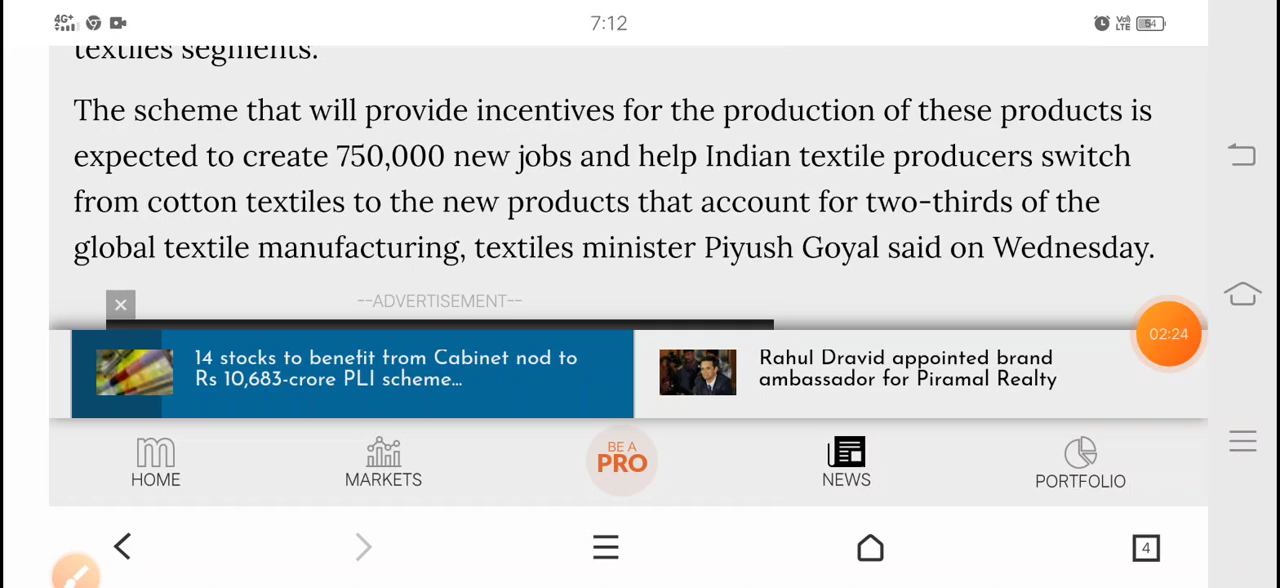 4G+ 7:12 Vo) LTE 54
textiles segments.
The scheme that will provide incentives for the production of these products is
expected to create 750,000 new jobs and help Indian textile producers switch
from cotton textiles to the new products that account for two-thirds of the
global textile manufacturing, textiles minister Piyush Goyal said on Wednesday.
--ADVERTISEMENT--
02:24
14 stocks to benefit from Cabinet nod to
Rs 10,683-crore PLI scheme...
Rahul Dravid appointed brand
ambassador for Piramal Realty
HOME
MARKETS
BE A
PRO
NEWS
PORTFOLIO
4